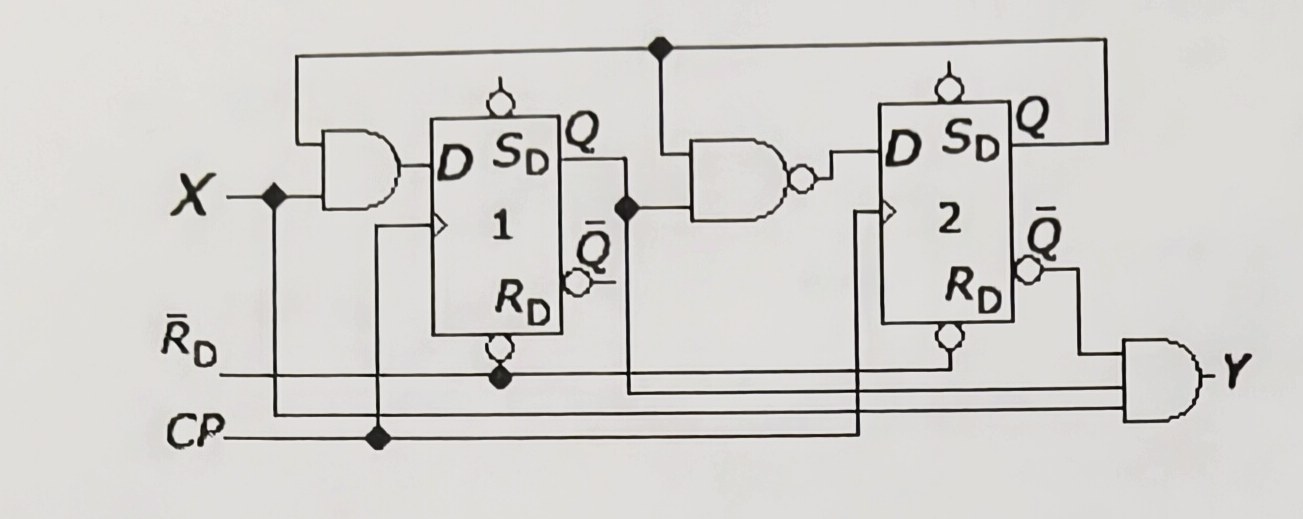 X
D S_D Q
1
Q̄
R_D
D S_D Q
2
Q̄
R_D
R̄_D
CP
Y